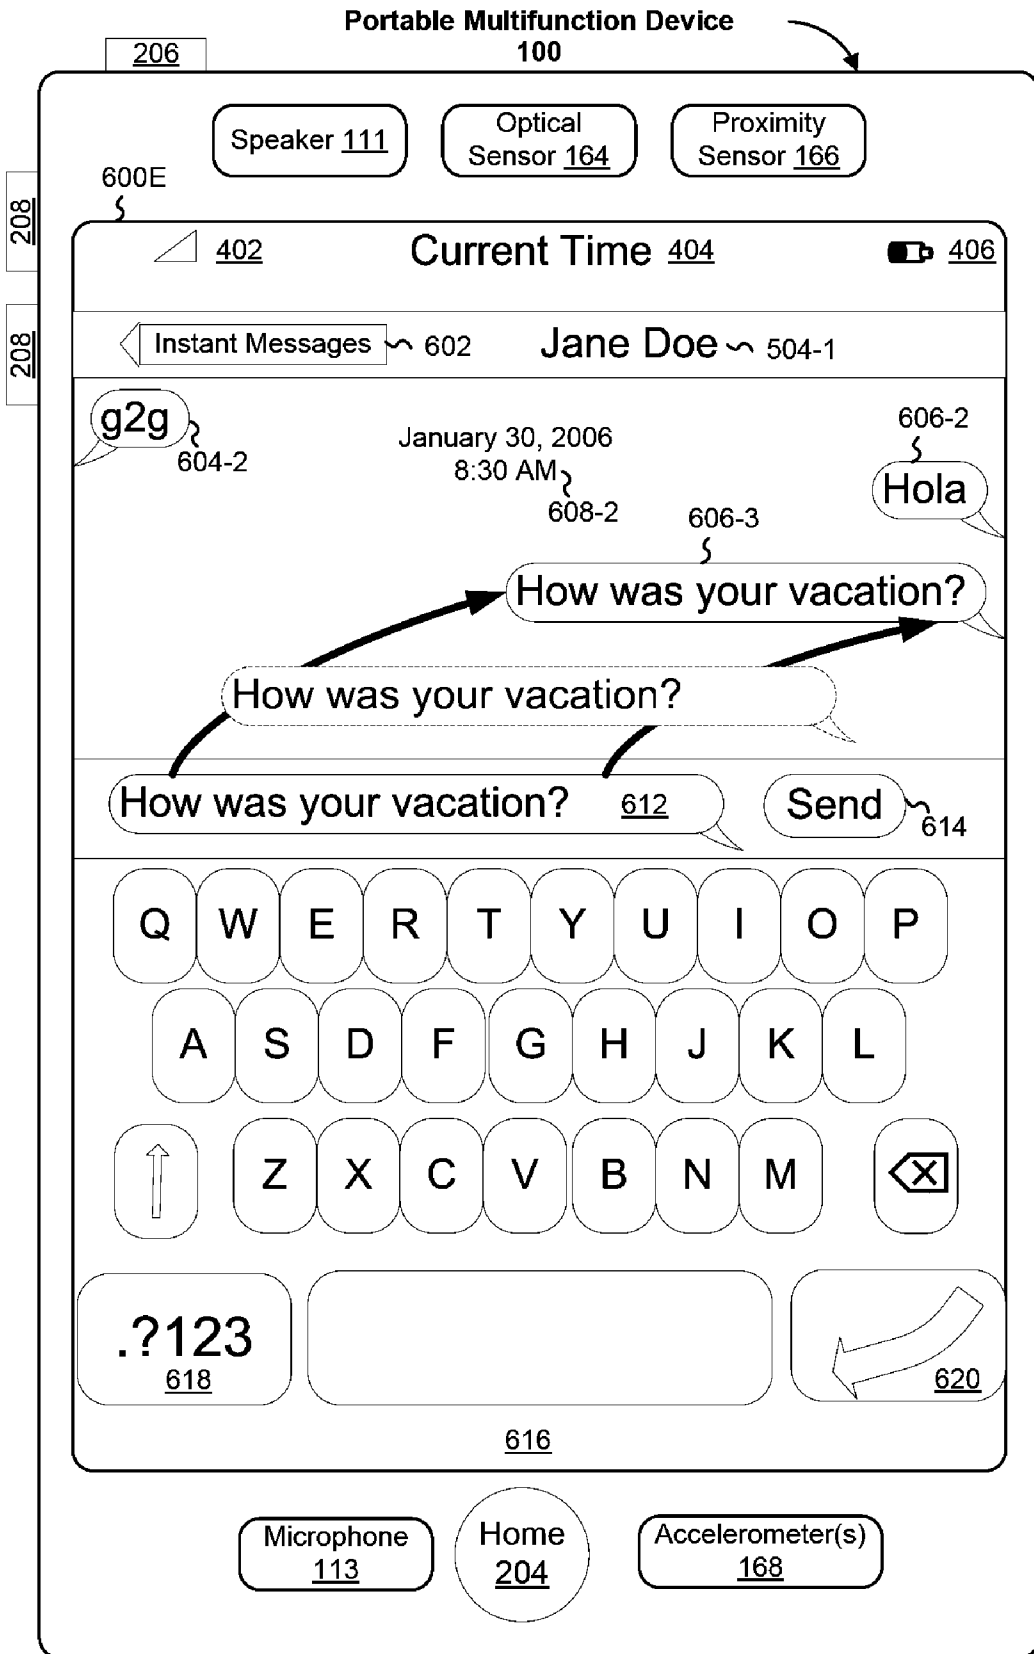 Portable Multifunction Device
100
206
Speaker 111
Optical
Sensor 164
Proximity
Sensor 166
600E
208
402
Current Time 404
406
208
Instant Messages
602
Jane Doe
504-1
g2g
604-2
January 30, 2006
8:30 AM
608-2
606-2
Hola
606-3
How was your vacation?
How was your vacation?
How was your vacation?
612
Send
614
Q W E R T Y U I O P
A S D F G H J K L
Z X C V B N M
.?123
618
620
616
Microphone
113
Home
204
Accelerometer(s)
168